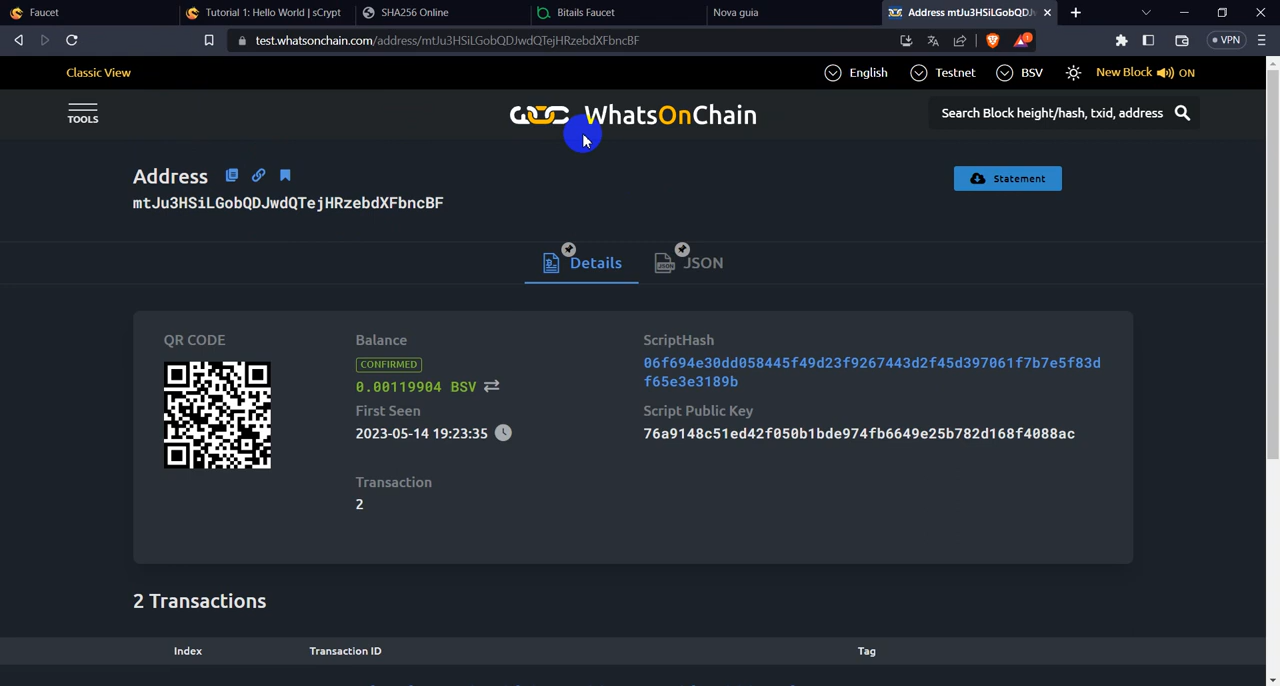 Faucet
Tutorial 1: Hello World | sCrypt
SHA256 Online
Bitails Faucet
Nova guia
Address mtJu3HSiLGobQDJ
test.whatsonchain.com/address/mtJu3HSiLGobQDJwdQTejHRzebdXFbncBF
1
VPN
Classic View
English
Testnet
BSV
New Block
ON
TOOLS
WhatsOnChain
Search Block height/hash, txid, address
Address
mtJu3HSiLGobQDJwdQTejHRzebdXFbncBF
Statement
Details
JSON
QR CODE
Balance
CONFIRMED
0.00119904 BSV
First Seen
2023-05-14 19:23:35
Transaction
2
ScriptHash
06f694e30dd058445f49d23f9267443d2f45d397061f7b7e5f83d
f65e3e3189b
Script Public Key
76a9148c51ed42f050b1bde974fb6649e25b782d168f4088ac
2 Transactions
Index
Transaction ID
Tag